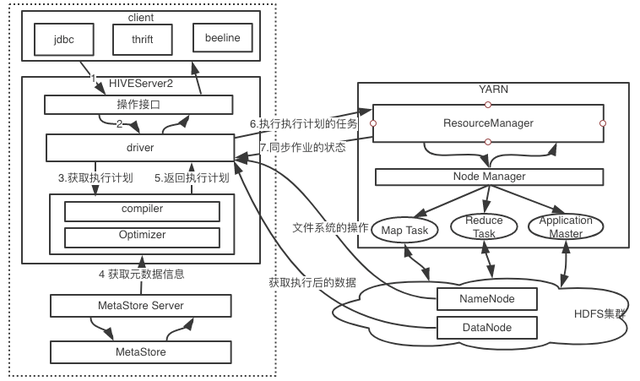 client
jdbc
thrift
beeline
1
HIVEServer2
操作接口
2
driver
3.获取执行计划
5.返回执行计划
compiler
Optimizer
4 获取元数据信息
MetaStore Server
MetaStore
6.执行执行计划的任务
7.同步作业的状态
文件系统的操作
获取执行后的数据
YARN
ResourceManager
Node Manager
Map Task
Reduce
Task
Application
Master
NameNode
DataNode
HDFS集群